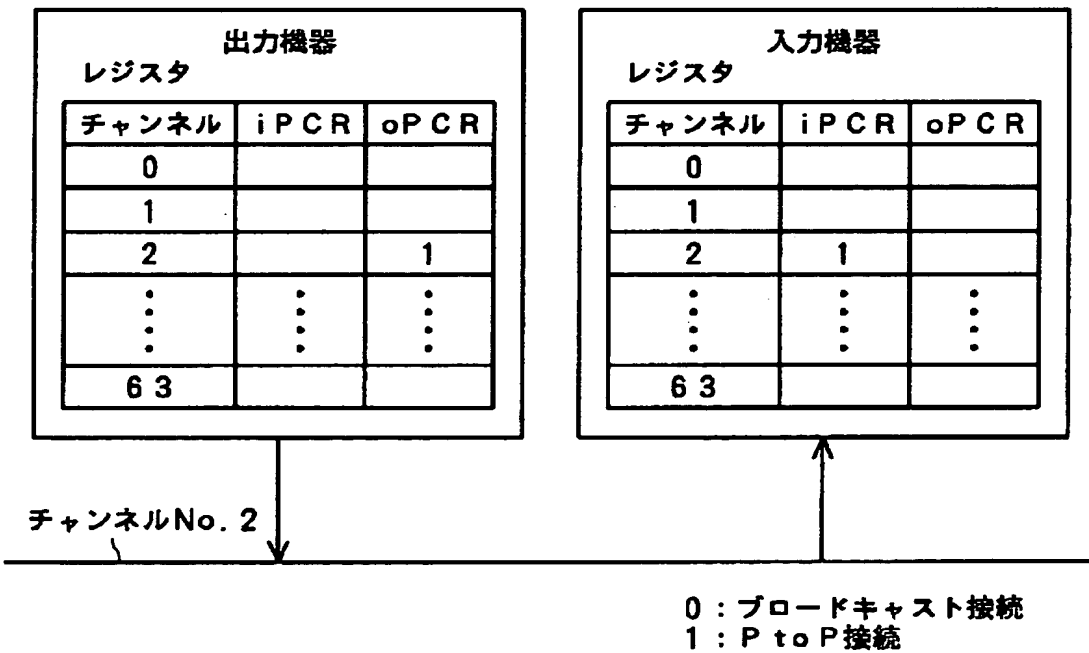 出力機器
レジスタ
チャンネル iPCR oPCR
0
1
2 1
63
入力機器
レジスタ
チャンネル iPCR oPCR
0
1
2 1
63
チャンネルNo.2
0:ブロードキャスト接続
1:PtoP接続